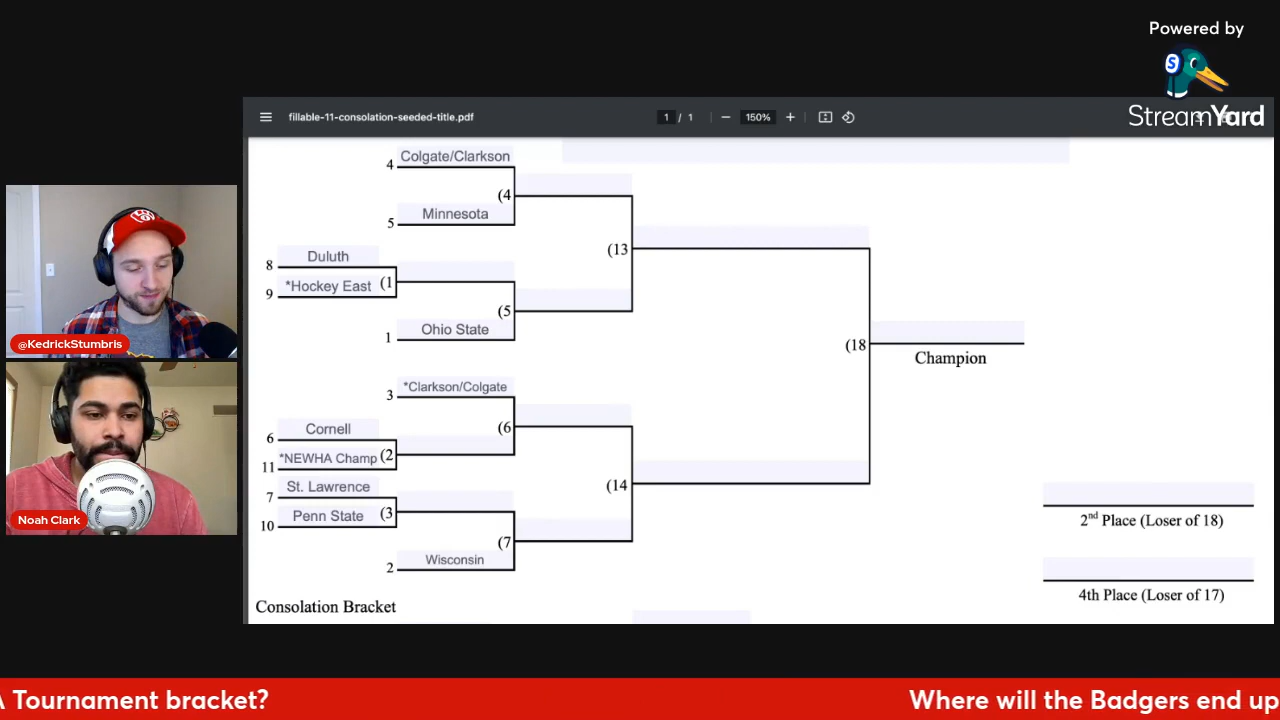 Powered by
StreamYard
fillable-11-consolation-seeded-title.pdf
1 / 1
150%
4 Colgate/Clarkson
(4
5 Minnesota
(13
8 Duluth
9 *Hockey East (1
(5
1 Ohio State
(18
Champion
3 *Clarkson/Colgate
(6
6 Cornell
11 *NEWHA Champ (2
(14
7 St. Lawrence
10 Penn State (3
(7
2 Wisconsin
2nd Place (Loser of 18)
4th Place (Loser of 17)
Consolation Bracket
@KedrickStumbris
Noah Clark
Tournament bracket?
Where will the Badgers end up